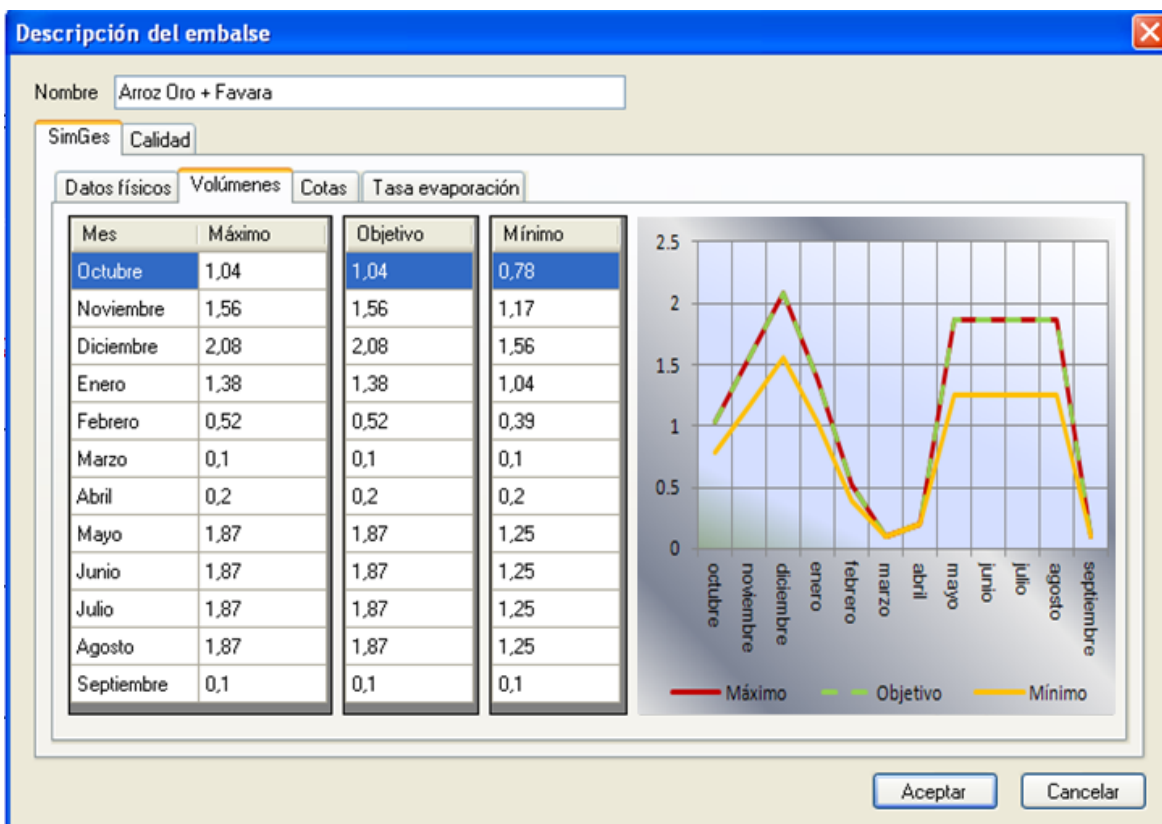 Descripción del embalse
Nombre Arroz Oro + Favara
SimGes Calidad
Datos físicos Volúmenes Cotas Tasa evaporación
Mes Máximo Objetivo Mínimo
Octubre 1,04 1,04 0,78
Noviembre 1,56 1,56 1,17
Diciembre 2,08 2,08 1,56
Enero 1,38 1,38 1,04
Febrero 0,52 0,52 0,39
Marzo 0,1 0,1 0,1
Abril 0,2 0,2 0,2
Mayo 1,87 1,87 1,25
Junio 1,87 1,87 1,25
Julio 1,87 1,87 1,25
Agosto 1,87 1,87 1,25
Septiembre 0,1 0,1 0,1
2.5
2
1.5
1
0.5
0
octubre noviembre diciembre enero febrero marzo abril mayo junio julio agosto septiembre
Máximo Objetivo Mínimo
Aceptar Cancelar